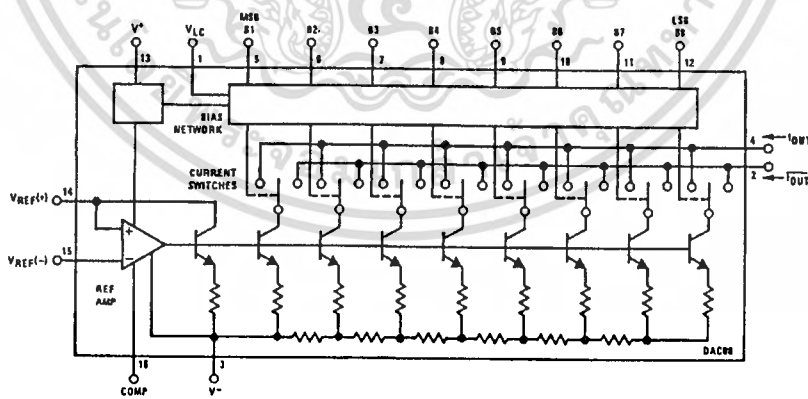 MSB
LSB
V+
VLC
B1
B2
B3
B4
B5
B6
B7
B8
13
1
5
6
7
8
9
10
11
12
BIAS
NETWORK
4
IOUT
CURRENT
SWITCHES
2
IOUT
VREF(+)
14
+
VREF(−)
15
−
REF
AMP
DAC08
16
3
COMP
V−